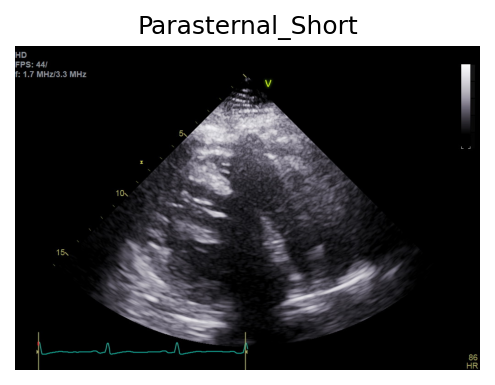 Parasternal_Short
HD
FPS: 44/
f: 1.7 MHz/3.3 MHz
V
5
10
15
86
HR